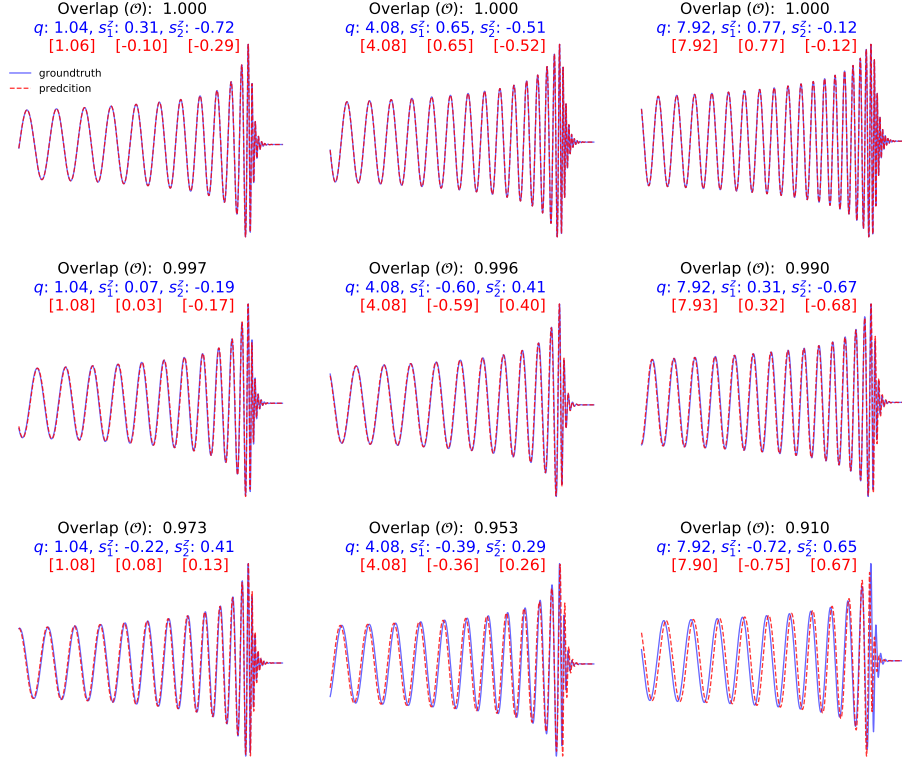 Overlap (𝒪): 1.000
q: 1.04, s₁ᶻ: 0.31, s₂ᶻ: -0.72
[1.06] [-0.10] [-0.29]
groundtruth
predcition
Overlap (𝒪): 1.000
q: 4.08, s₁ᶻ: 0.65, s₂ᶻ: -0.51
[4.08] [0.65] [-0.52]
Overlap (𝒪): 1.000
q: 7.92, s₁ᶻ: 0.77, s₂ᶻ: -0.12
[7.92] [0.77] [-0.12]
Overlap (𝒪): 0.997
q: 1.04, s₁ᶻ: 0.07, s₂ᶻ: -0.19
[1.08] [0.03] [-0.17]
Overlap (𝒪): 0.996
q: 4.08, s₁ᶻ: -0.60, s₂ᶻ: 0.41
[4.08] [-0.59] [0.40]
Overlap (𝒪): 0.990
q: 7.92, s₁ᶻ: 0.31, s₂ᶻ: -0.67
[7.93] [0.32] [-0.68]
Overlap (𝒪): 0.973
q: 1.04, s₁ᶻ: -0.22, s₂ᶻ: 0.41
[1.08] [0.08] [0.13]
Overlap (𝒪): 0.953
q: 4.08, s₁ᶻ: -0.39, s₂ᶻ: 0.29
[4.08] [-0.36] [0.26]
Overlap (𝒪): 0.910
q: 7.92, s₁ᶻ: -0.72, s₂ᶻ: 0.65
[7.90] [-0.75] [0.67]